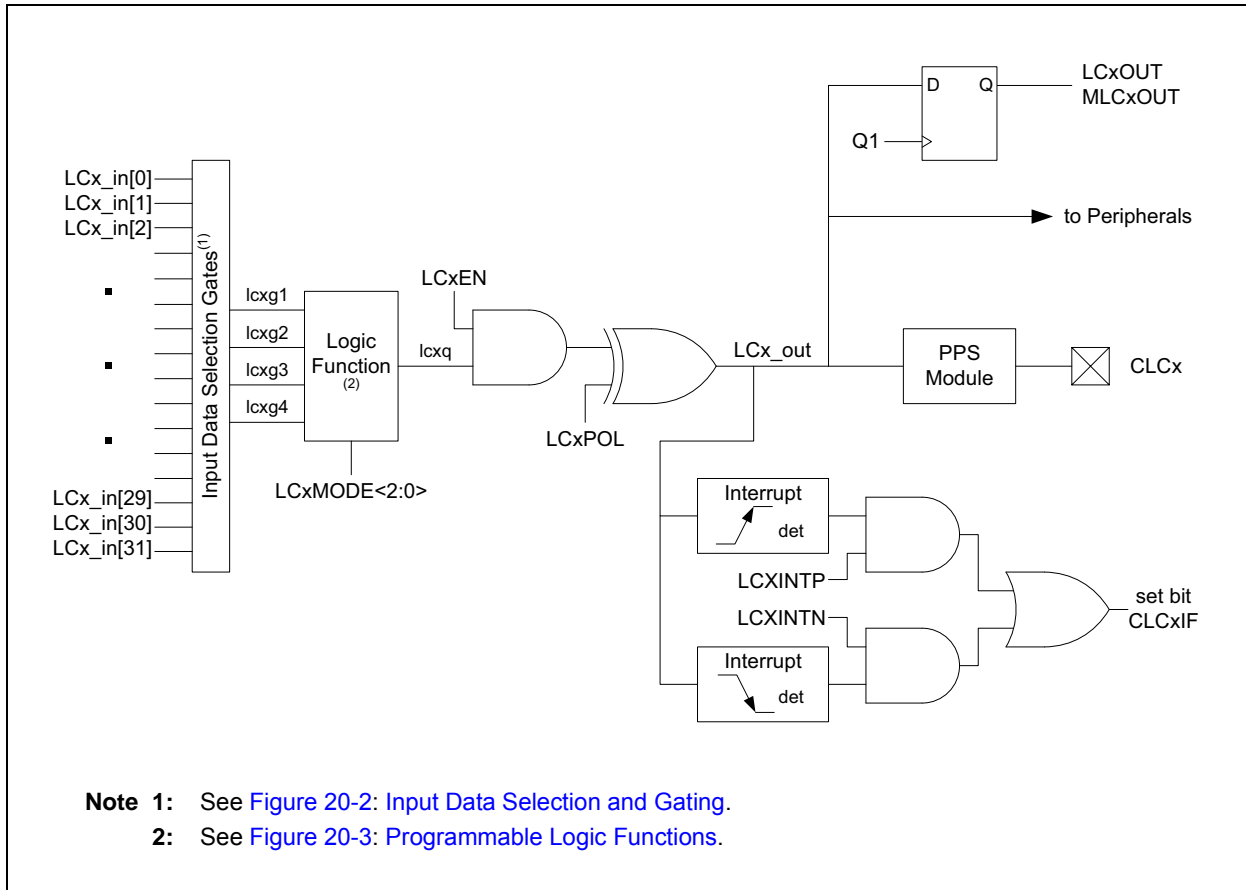 LCx_in[0]
LCx_in[1]
LCx_in[2]
LCx_in[29]
LCx_in[30]
LCx_in[31]
Input Data Selection Gates(1)
lcxg1
lcxg2
lcxg3
lcxg4
Logic
Function
(2)
LCxMODE<2:0>
lcxq
LCxEN
LCxPOL
LCx_out
D Q
Q1
LCxOUT
MLCxOUT
to Peripherals
PPS
Module
CLCx
Interrupt
det
LCXINTP
LCXINTN
Interrupt
det
set bit
CLCxIF
Note 1: See Figure 20-2: Input Data Selection and Gating.
2: See Figure 20-3: Programmable Logic Functions.